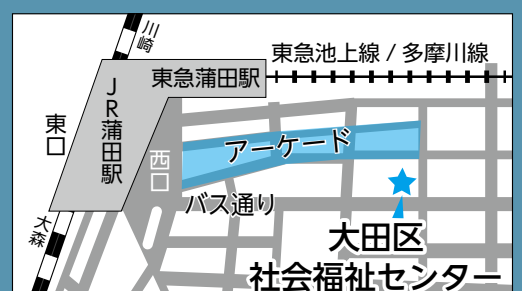 川崎
東急池上線 / 多摩川線
東急蒲田駅
JR蒲田駅
東口
西口
アーケード
バス通り
大森
大田区
社会福祉センター